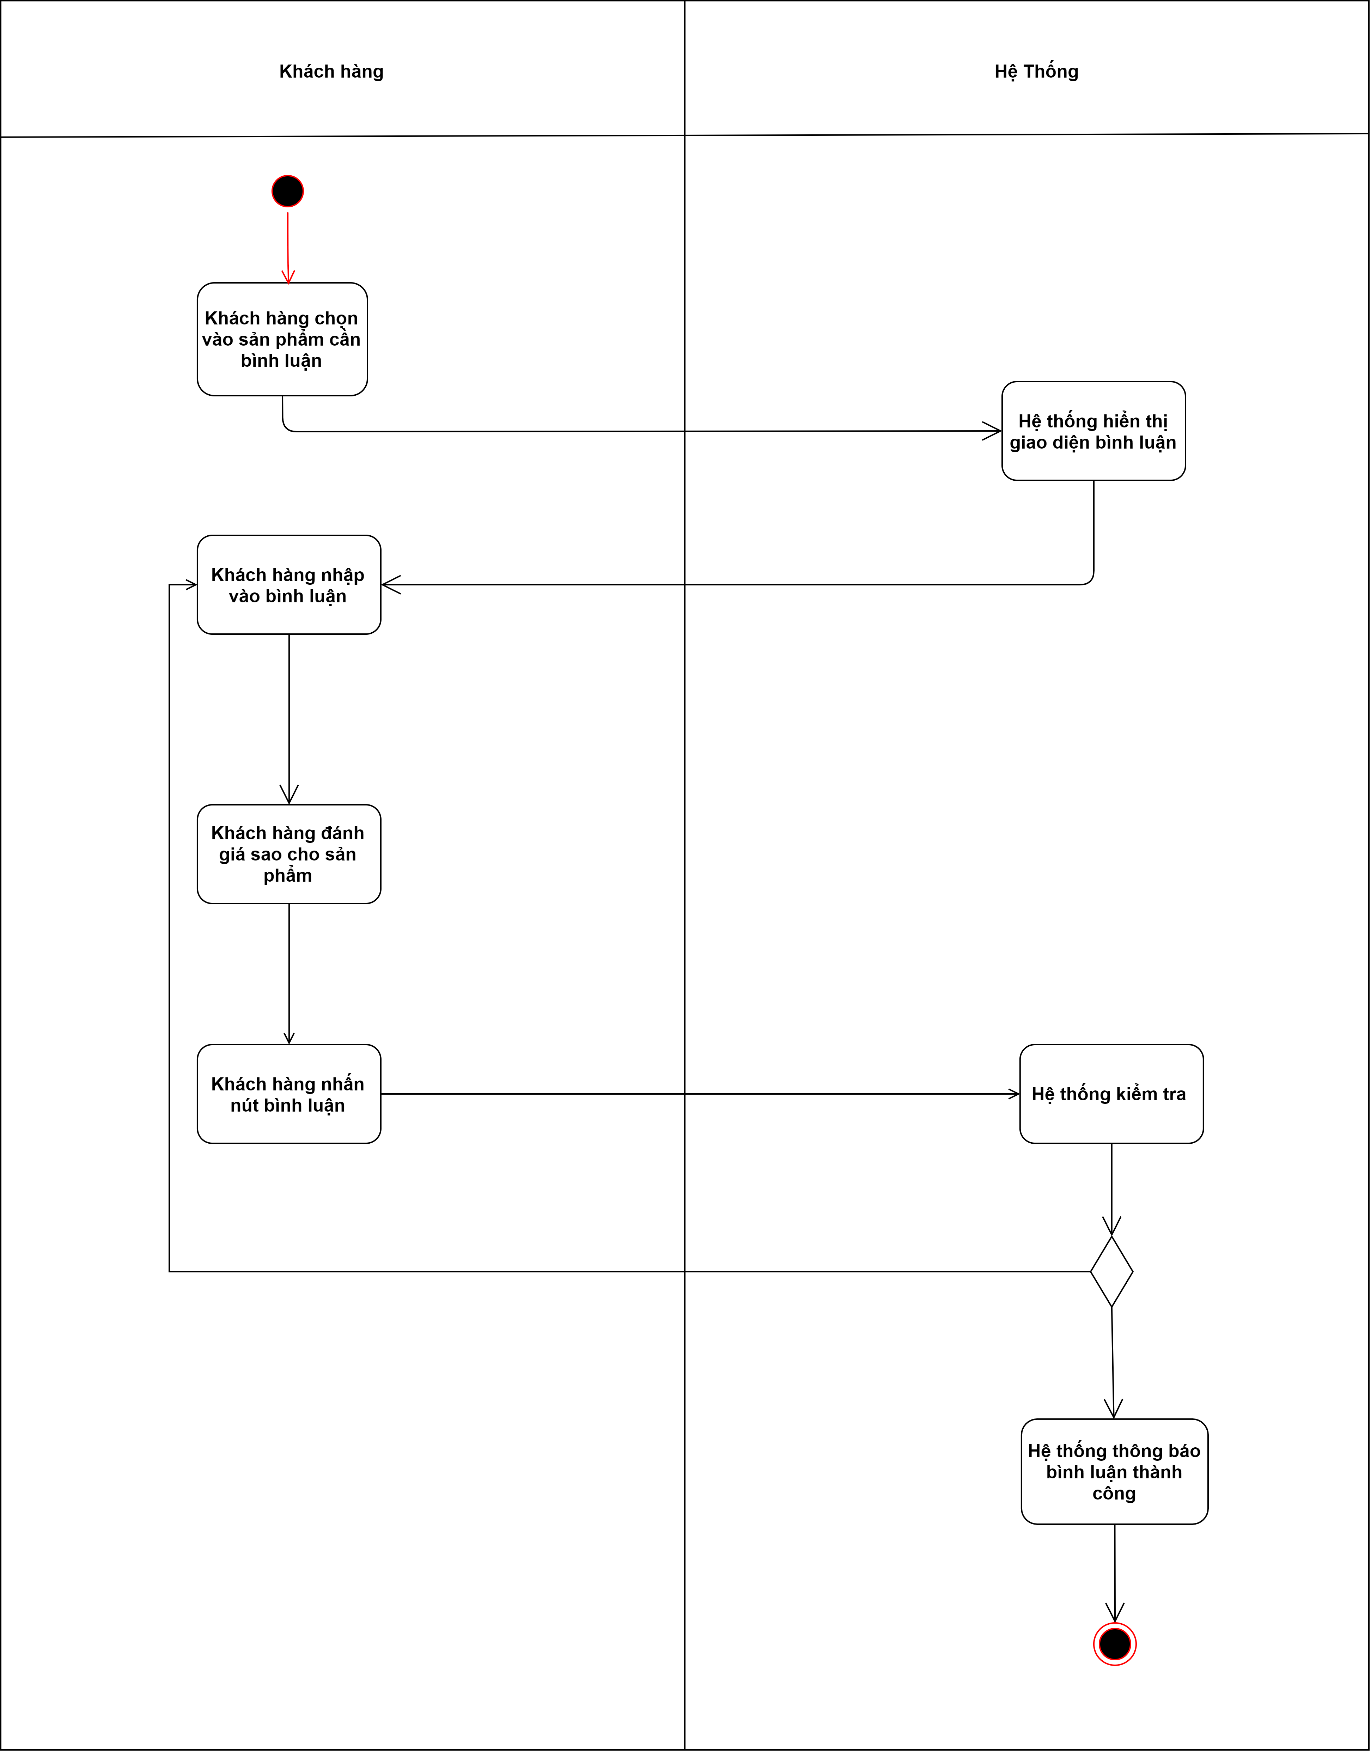 Khách hàng
Hệ Thống
Khách hàng chọn
vào sản phẩm cần
bình luận
Hệ thống hiển thị
giao diện bình luận
Khách hàng nhập
vào bình luận
Khách hàng đánh
giá sao cho sản
phẩm
Khách hàng nhấn
nút bình luận
Hệ thống kiểm tra
Hệ thống thông báo
bình luận thành
công